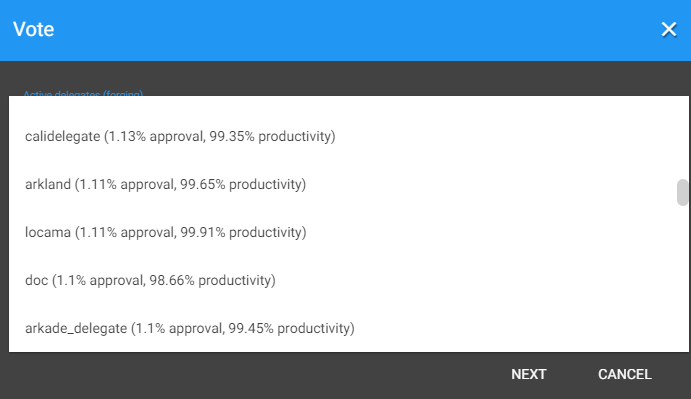 Vote
Active delegates (forging)
calidelegate (1.13% approval, 99.35% productivity)
arkland (1.11% approval, 99.65% productivity)
locama (1.11% approval, 99.91% productivity)
doc (1.1% approval, 98.66% productivity)
arkade_delegate (1.1% approval, 99.45% productivity)
NEXT CANCEL